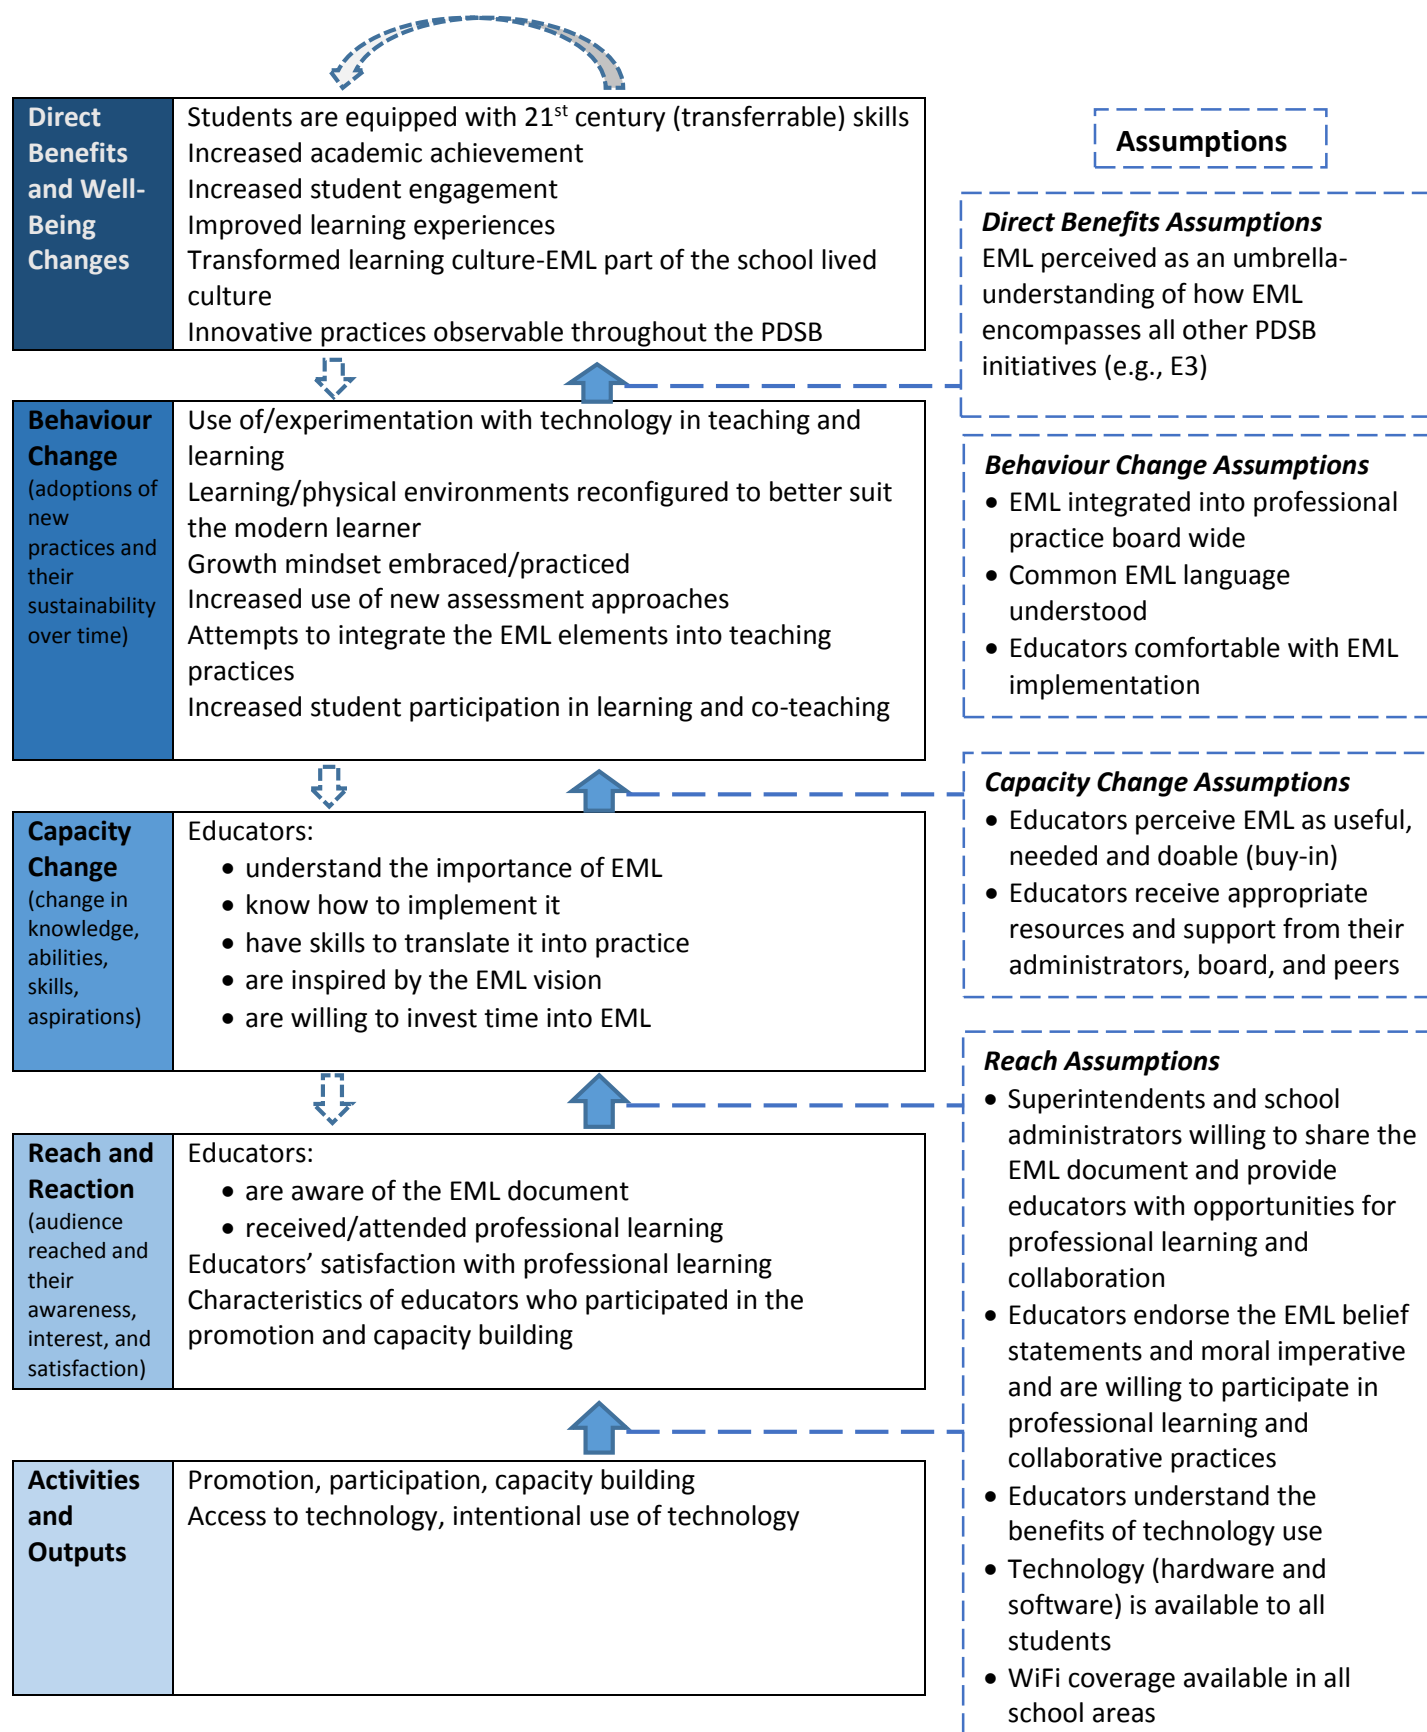 Direct
Benefits
and Well-
Being
Changes
Students are equipped with 21st century (transferrable) skills
Increased academic achievement
Increased student engagement
Improved learning experiences
Transformed learning culture-EML part of the school lived
culture
Innovative practices observable throughout the PDSB
Behaviour
Change
(adoptions of
new
practices and
their
sustainability
over time)
Use of/experimentation with technology in teaching and
learning
Learning/physical environments reconfigured to better suit
the modern learner
Growth mindset embraced/practiced
Increased use of new assessment approaches
Attempts to integrate the EML elements into teaching
practices
Increased student participation in learning and co-teaching
Capacity
Change
(change in
knowledge,
abilities,
skills,
aspirations)
Educators:
• understand the importance of EML
• know how to implement it
• have skills to translate it into practice
• are inspired by the EML vision
• are willing to invest time into EML
Reach and
Reaction
(audience
reached and
their
awareness,
interest, and
satisfaction)
Educators:
• are aware of the EML document
• received/attended professional learning
Educators’ satisfaction with professional learning
Characteristics of educators who participated in the
promotion and capacity building
Activities
and
Outputs
Promotion, participation, capacity building
Access to technology, intentional use of technology
Assumptions
Direct Benefits Assumptions
EML perceived as an umbrella-
understanding of how EML
encompasses all other PDSB
initiatives (e.g., E3)
Behaviour Change Assumptions
• EML integrated into professional
practice board wide
• Common EML language
understood
• Educators comfortable with EML
implementation
Capacity Change Assumptions
• Educators perceive EML as useful,
needed and doable (buy-in)
• Educators receive appropriate
resources and support from their
administrators, board, and peers
Reach Assumptions
• Superintendents and school
administrators willing to share the
EML document and provide
educators with opportunities for
professional learning and
collaboration
• Educators endorse the EML belief
statements and moral imperative
and are willing to participate in
professional learning and
collaborative practices
• Educators understand the
benefits of technology use
• Technology (hardware and
software) is available to all
students
• WiFi coverage available in all
school areas